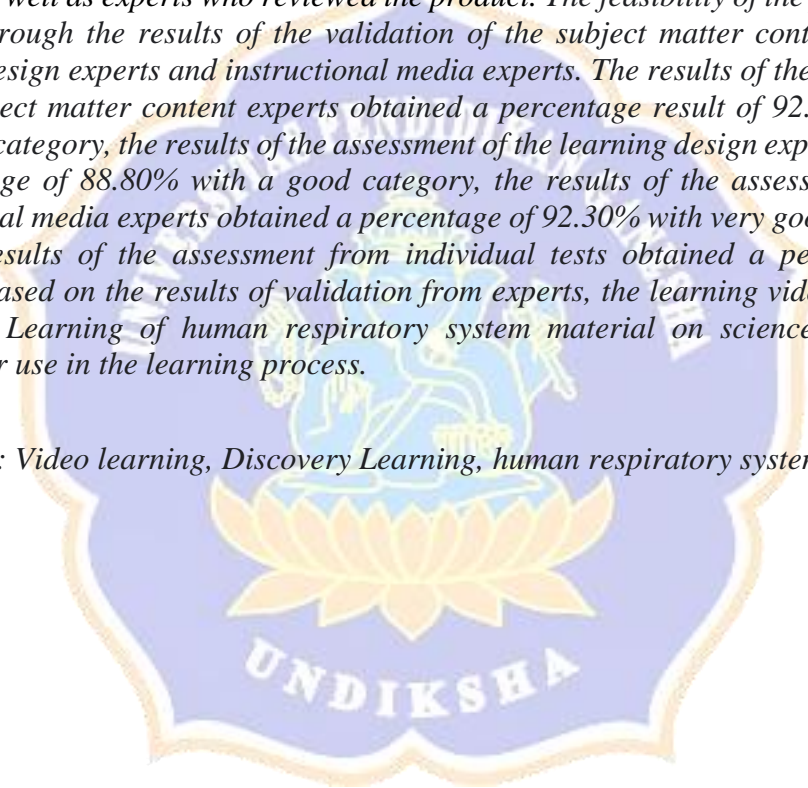 well as experts who reviewed the product. The feasibility of the
rough the results of the validation of the subject matter cont
esign experts and instructional media experts. The results of the
ect matter content experts obtained a percentage result of 92.
category, the results of the assessment of the learning design exp
ge of 88.80% with a good category, the results of the assess
al media experts obtained a percentage of 92.30% with very goo
esults of the assessment from individual tests obtained a pe
ased on the results of validation from experts, the learning vid
Learning of human respiratory system material on science
r use in the learning process.
: Video learning, Discovery Learning, human respiratory system
UNIVERSITAS PENDIDIKAN GANESHA
UNDIKSHA